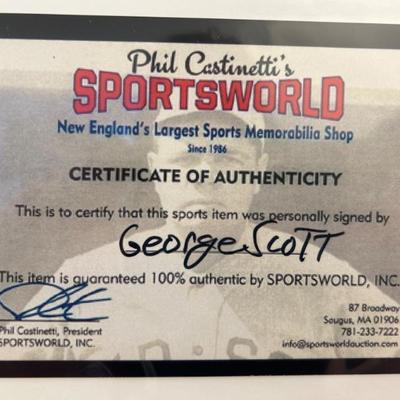 Phil Castinetti's
SPORTSWORLD
New England's Largest Sports Memorabilia Shop
Since 1986
CERTIFICATE OF AUTHENTICITY
This is to certify that this sports item was personally signed by
George Scott
This item is guaranteed 100% authentic by SPORTSWORLD, INC.
Phil Castinetti, President
SPORTSWORLD, INC.
87 Broadway
Saugus, MA 01906
781-233-7222
info@sportsworldauction.com